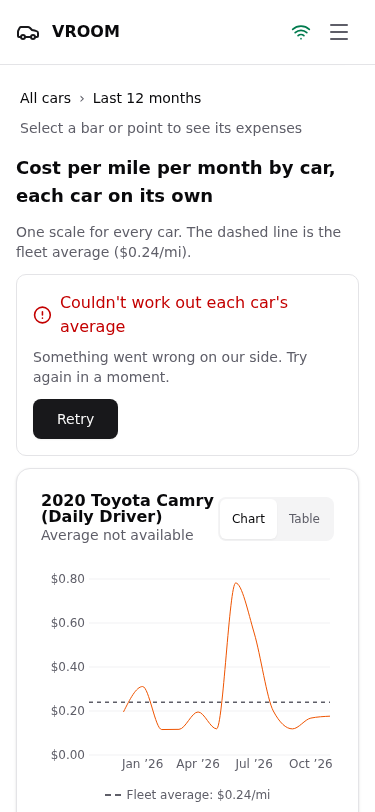 VROOM
All cars › Last 12 months
Select a bar or point to see its expenses
Cost per mile per month by car,
each car on its own
One scale for every car. The dashed line is the
fleet average ($0.24/mi).
Couldn't work out each car's
average
Something went wrong on our side. Try
again in a moment.
Retry
2020 Toyota Camry
(Daily Driver)
Average not available
Chart
Table
$0.80
$0.60
$0.40
$0.20
$0.00
Jan ’26 Apr ’26 Jul ’26 Oct ’26
Fleet average: $0.24/mi